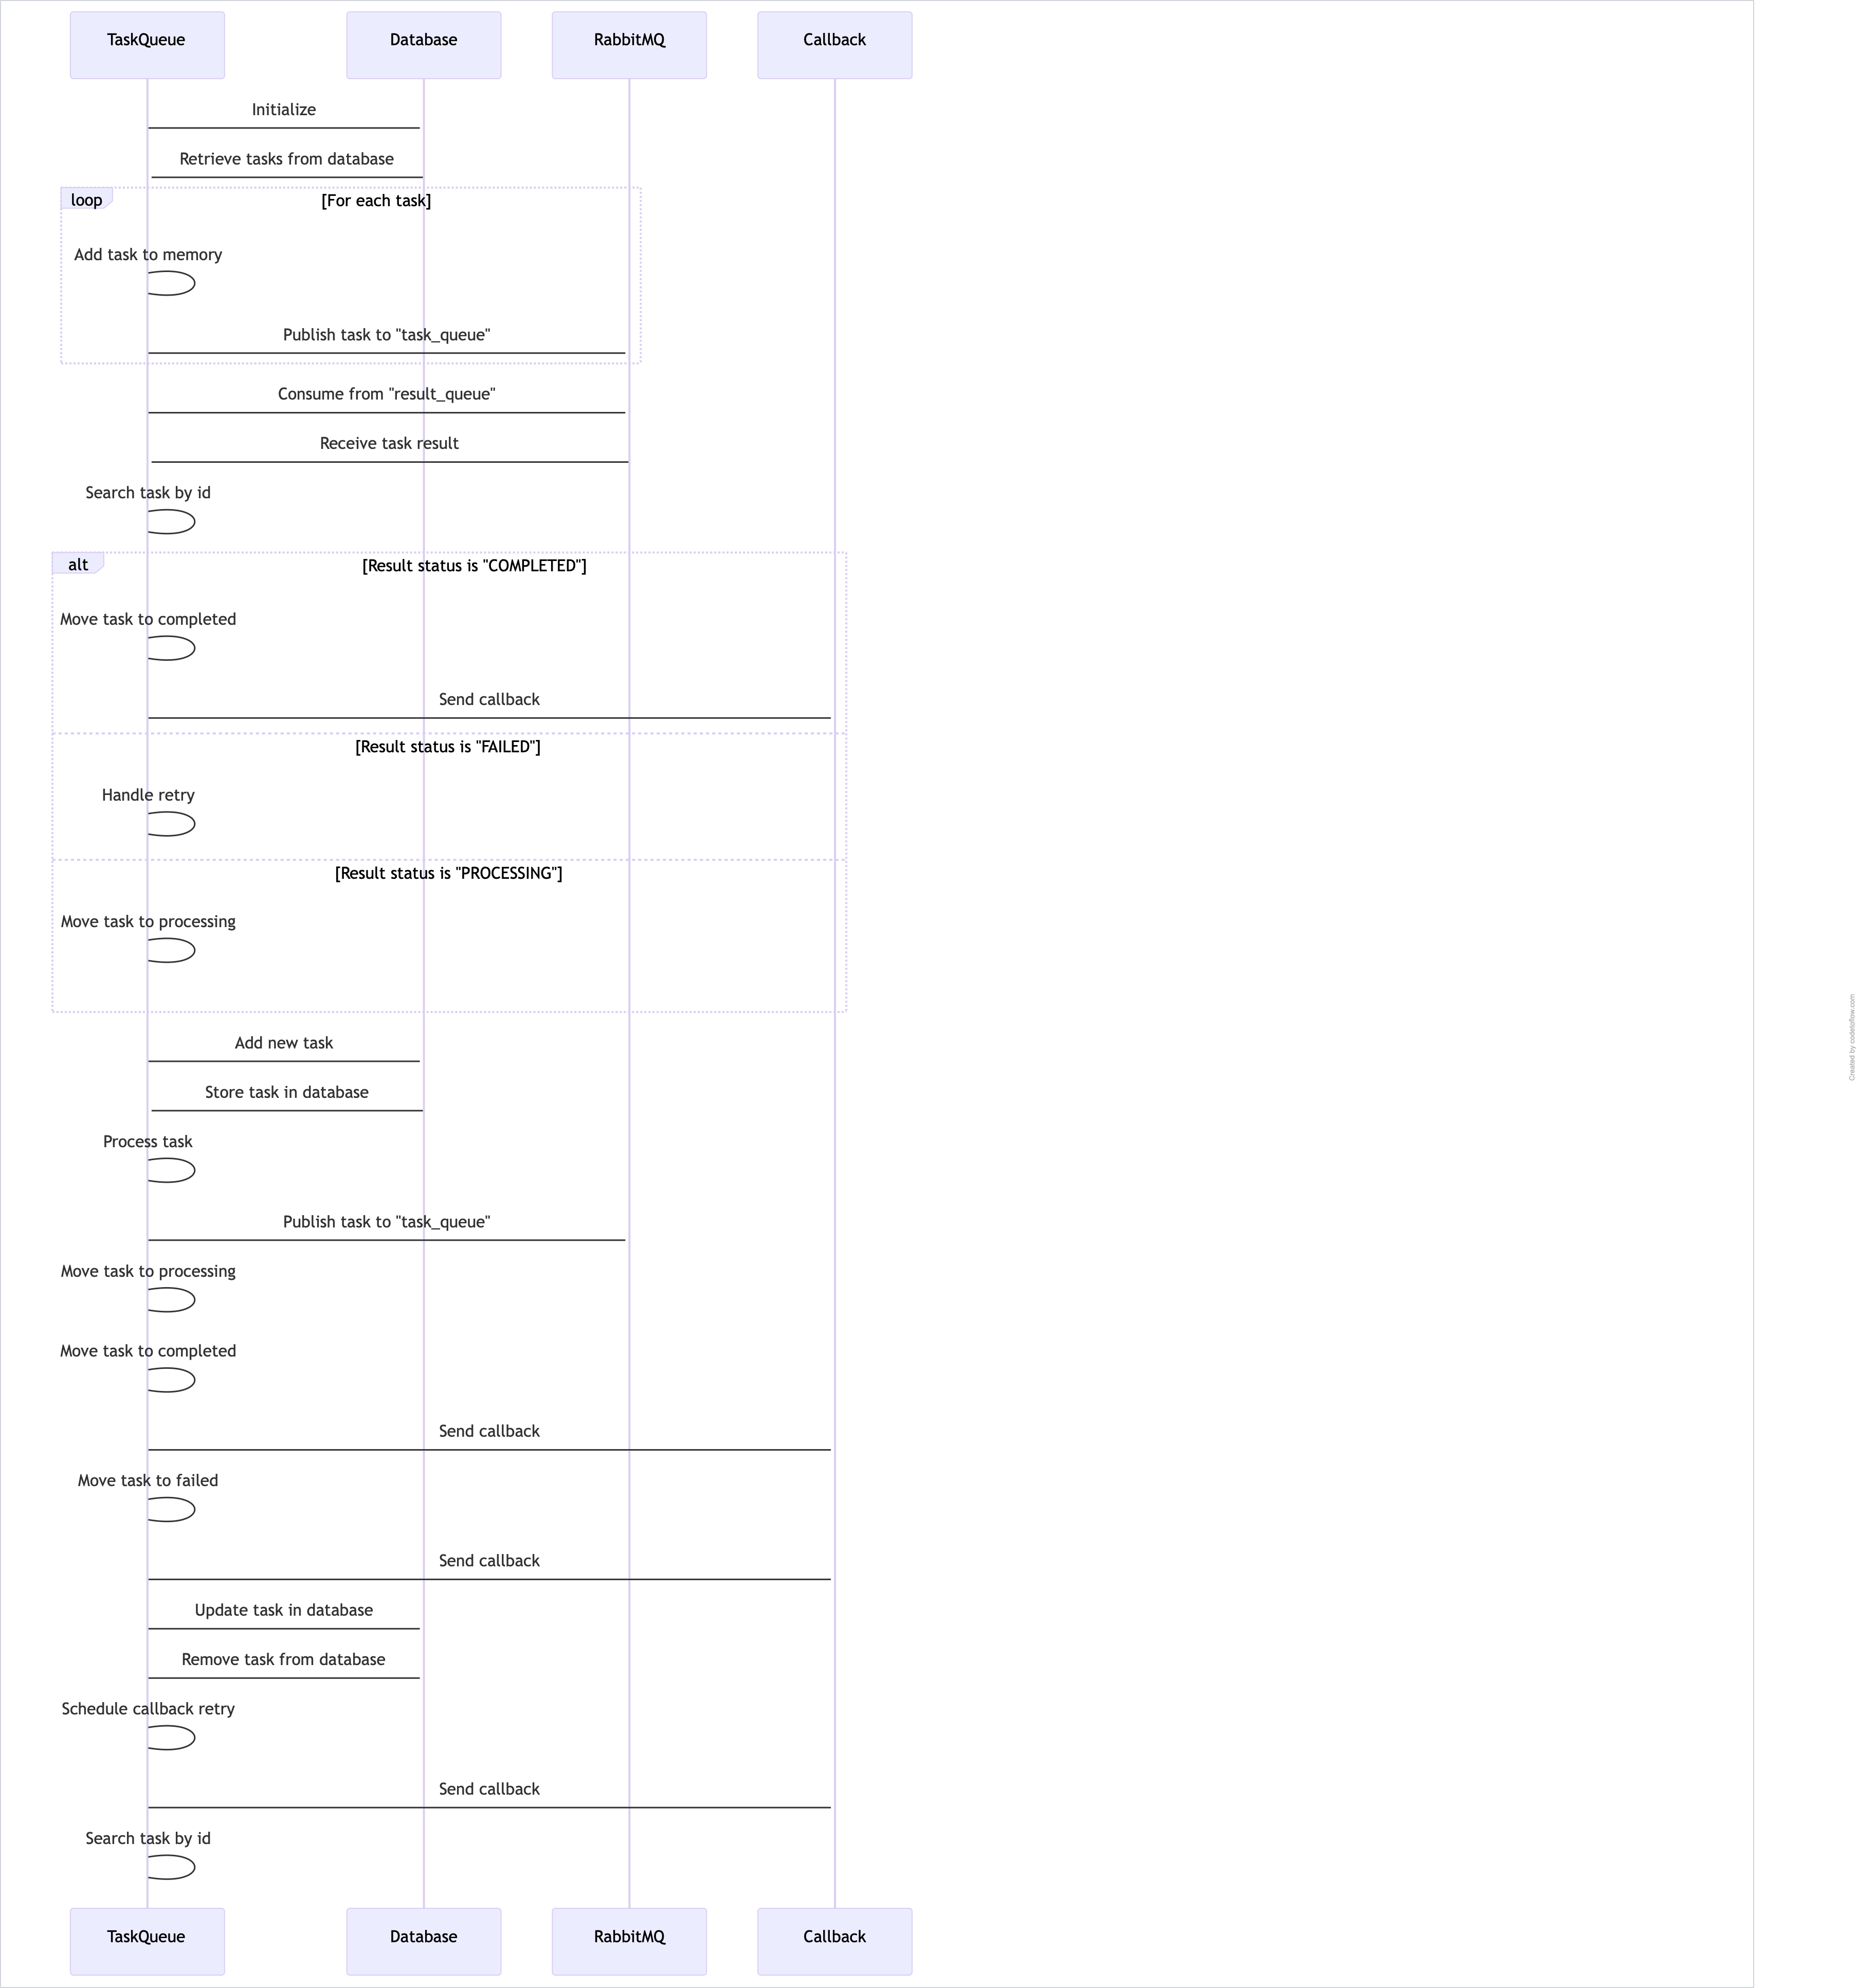 TaskQueue
Database
RabbitMQ
Callback
Initialize
Retrieve tasks from database
loop
[For each task]
Add task to memory
Publish task to "task_queue"
Consume from "result_queue"
Receive task result
Search task by id
alt
[Result status is "COMPLETED"]
Move task to completed
Send callback
[Result status is "FAILED"]
Handle retry
[Result status is "PROCESSING"]
Move task to processing
Add new task
Store task in database
Process task
Publish task to "task_queue"
Move task to processing
Move task to completed
Send callback
Move task to failed
Send callback
Update task in database
Remove task from database
Schedule callback retry
Send callback
Search task by id
TaskQueue
Database
RabbitMQ
Callback
Created by codetoflow.com